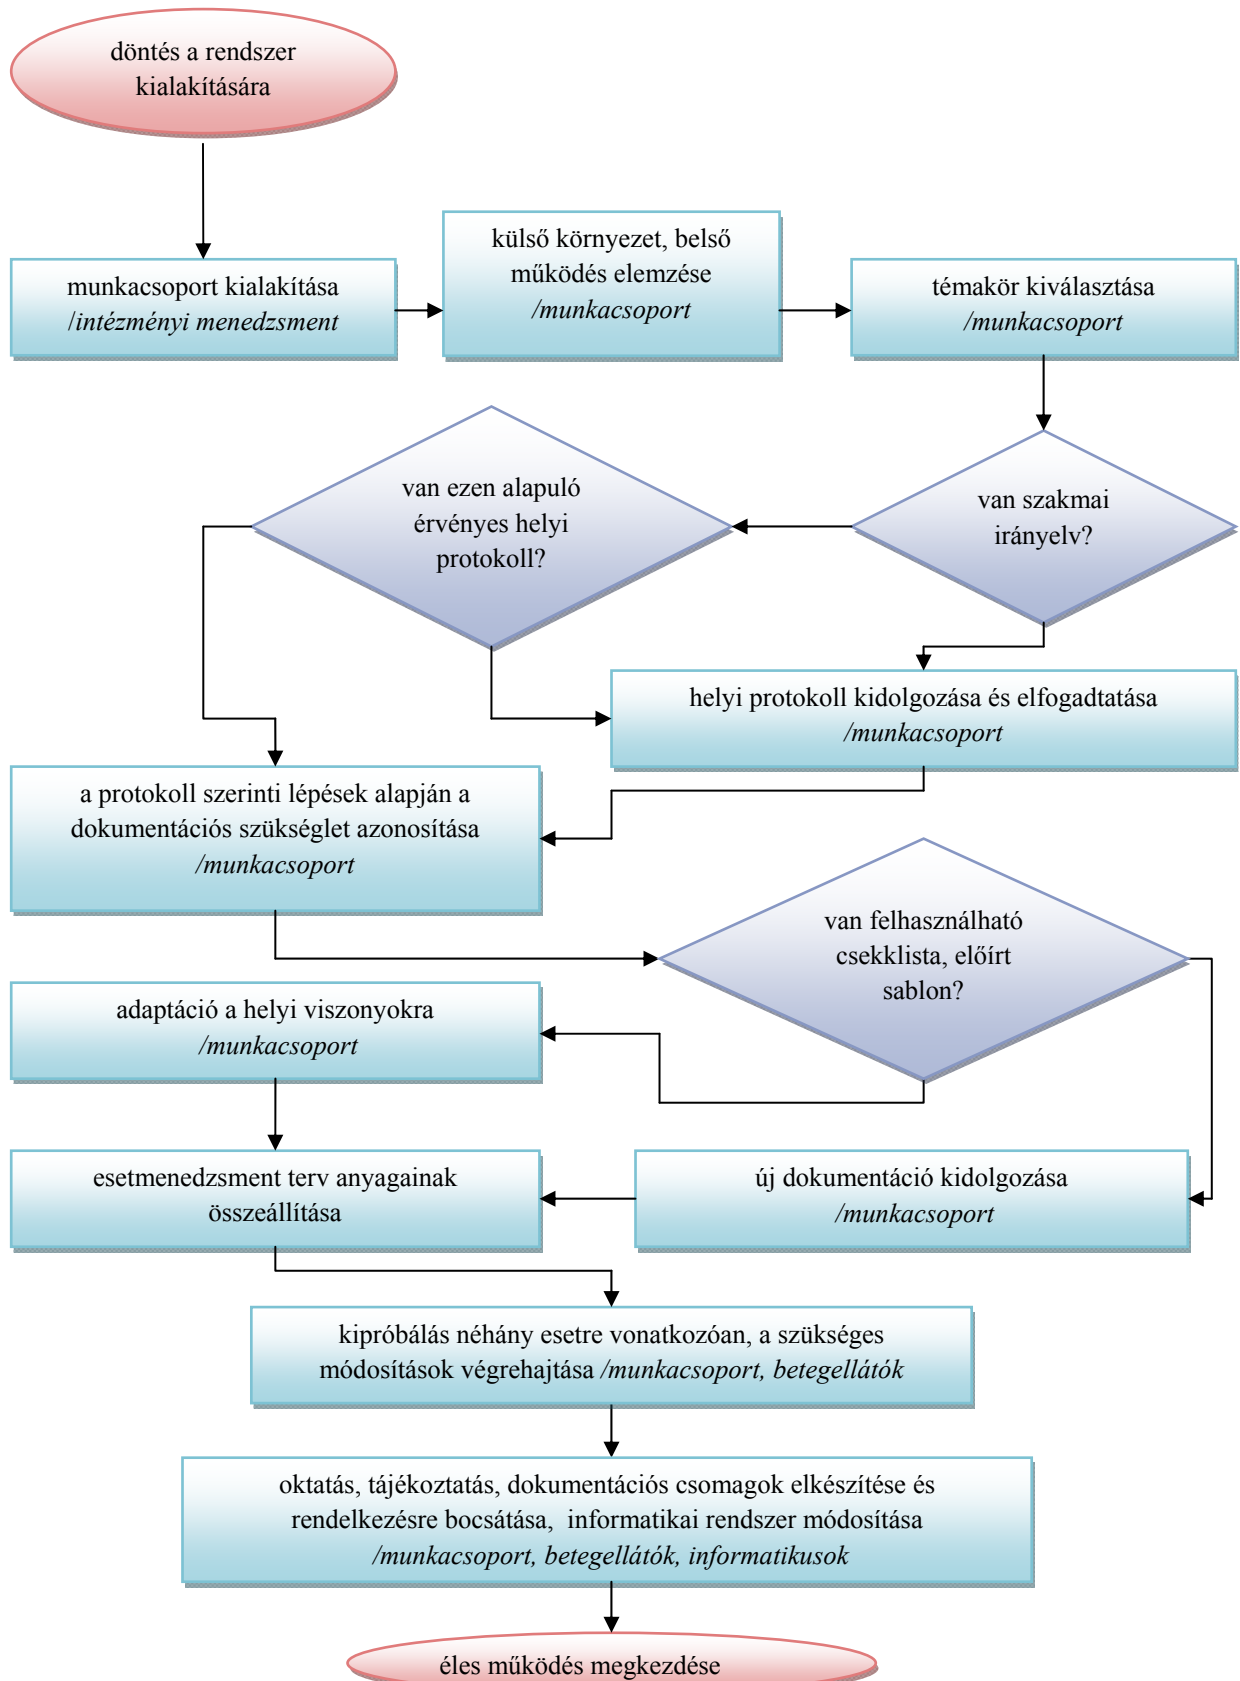 döntés a rendszer
kialakítására
munkacsoport kialakítása
/intézményi menedzsment
külső környezet, belső
működés elemzése
/munkacsoport
témakör kiválasztása
/munkacsoport
van szakmai
irányelv?
van ezen alapuló
érvényes helyi
protokoll?
helyi protokoll kidolgozása és elfogadtatása
/munkacsoport
a protokoll szerinti lépések alapján a
dokumentációs szükséglet azonosítása
/munkacsoport
van felhasználható
csekklista, előírt
sablon?
adaptáció a helyi viszonyokra
/munkacsoport
esetmenedzsment terv anyagainak
összeállítása
új dokumentáció kidolgozása
/munkacsoport
kipróbálás néhány esetre vonatkozóan, a szükséges
módosítások végrehajtása /munkacsoport, betegellátók
oktatás, tájékoztatás, dokumentációs csomagok elkészítése és
rendelkezésre bocsátása,  informatikai rendszer módosítása
/munkacsoport, betegellátók, informatikusok
éles működés megkezdése